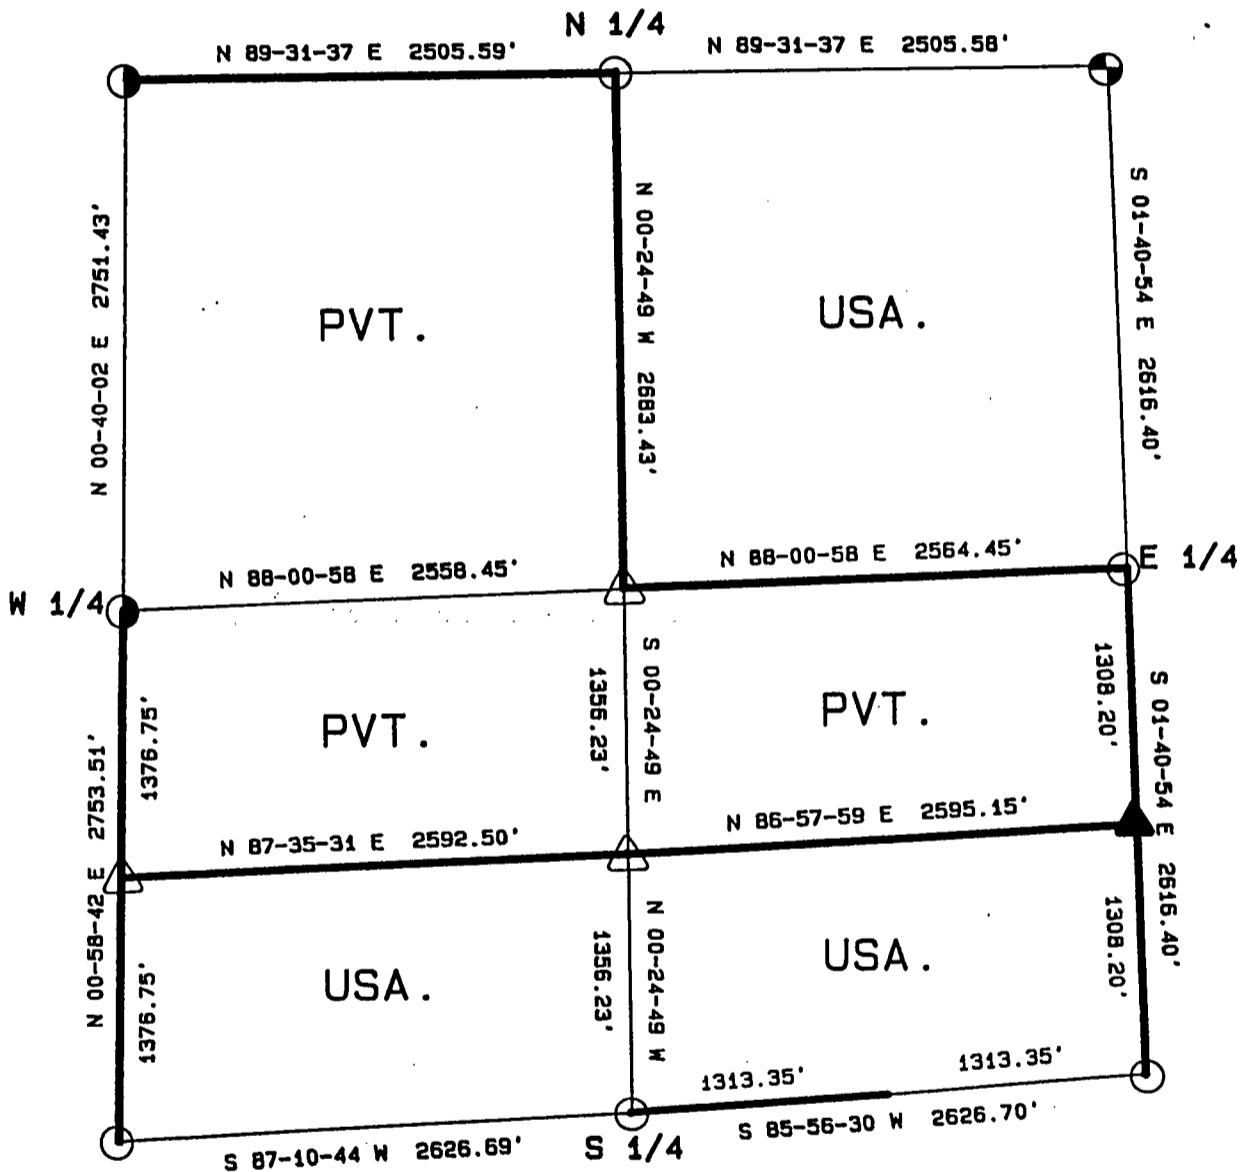 N 1/4
N 89-31-37 E 2505.59'
N 89-31-37 E 2505.58'
N 00-40-02 E 2751.43'
PVT.
N 00-24-49 W 2683.43'
USA.
S 01-40-54 E 2616.40'
N 88-00-58 E 2558.45'
N 88-00-58 E 2564.45'
E 1/4
W 1/4
N 00-58-42 E 2753.51'
1376.75'
PVT.
1356.23'
S 00-24-49 E
PVT.
1308.20'
S 01-40-54 E 2616.40'
N 87-35-31 E 2592.50'
N 86-57-59 E 2595.15'
1376.75'
USA.
1356.23'
N 00-24-49 W
USA.
1308.20'
1313.35'
1313.35'
S 87-10-44 W 2626.69'
S 1/4
S 85-56-30 W 2626.70'